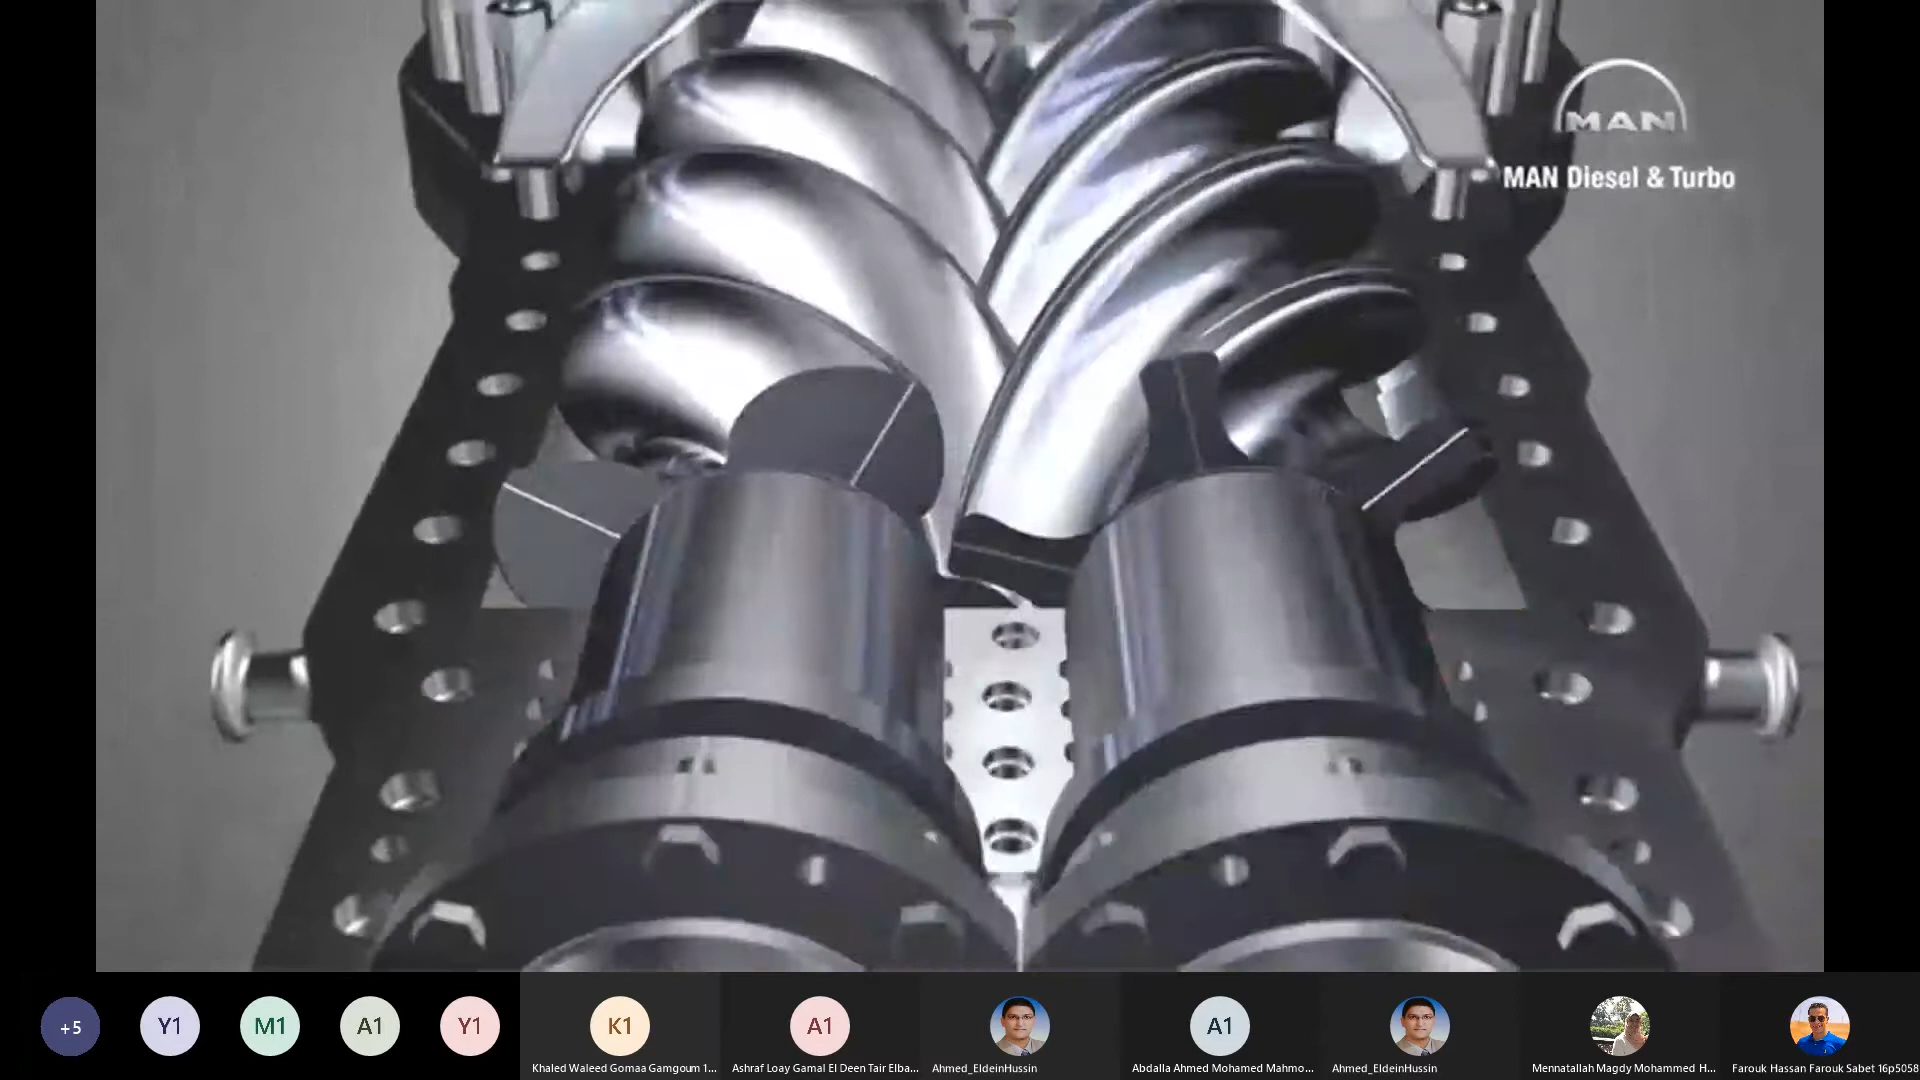 MAN
MAN Diesel & Turbo
+5
Y1
M1
A1
Y1
K1
A1
A1
Khaled Waleed Gomaa Gamgoum 1...
Ashraf Loay Gamal El Deen Tair Elba...
Ahmed_EldeinHussin
Abdalla Ahmed Mohamed Mahmo...
Ahmed_EldeinHussin
Mennatallah Magdy Mohammed H...
Farouk Hassan Farouk Sabet 16p5058